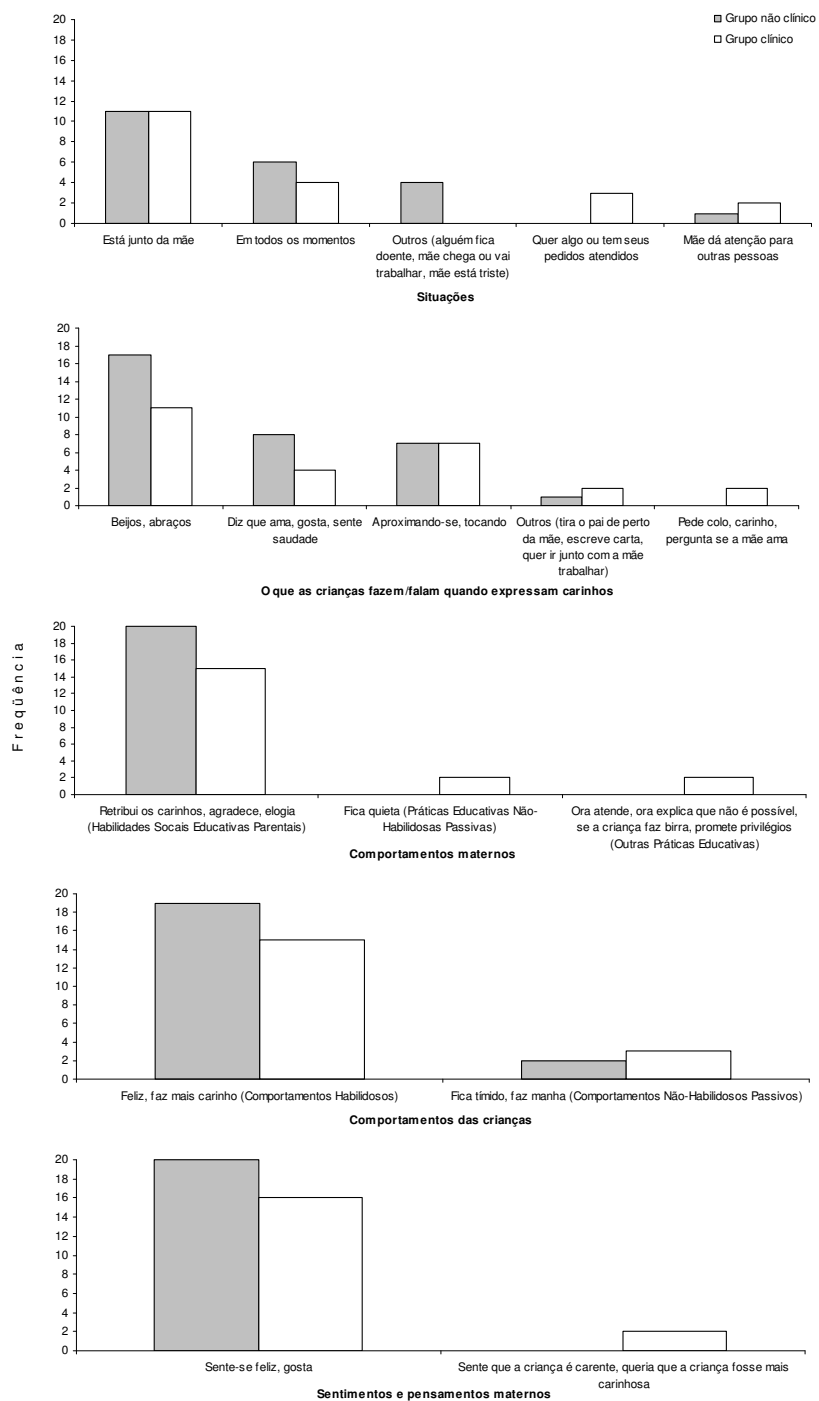 Grupo não clínico
Grupo clínico
20
18
16
14
12
10
8
6
4
2
0
Está junto da mãe
Em todos os momentos
Outros (alguém fica
doente, mãe chega ou vai
trabalhar, mãe está triste)
Quer algo ou tem seus
pedidos atendidos
Mãe dá atenção para
outras pessoas
Situações
20
18
16
14
12
10
8
6
4
2
0
Beijos, abraços
Diz que ama, gosta, sente
saudade
Aproximando-se, tocando
Outros (tira o pai de perto
da mãe, escreve carta,
quer ir junto com a mãe
trabalhar)
Pede colo, carinho,
pergunta se a mãe ama
O que as crianças fazem/falam quando expressam carinhos
Freqüência
20
18
16
14
12
10
8
6
4
2
0
Retribui os carinhos, agradece, elogia
(Habilidades Sociais Educativas Parentais)
Fica quieta (Práticas Educativas Não-
Habilidosas Passivas)
Ora atende, ora explica que não é possível,
se a criança faz birra, promete privilégios
(Outras Práticas Educativas)
Comportamentos maternos
20
18
16
14
12
10
8
6
4
2
0
Feliz, faz mais carinho (Comportamentos Habilidosos)
Fica tímido, faz manha (Comportamentos Não-Habilidosos Passivos)
Comportamentos das crianças
20
18
16
14
12
10
8
6
4
2
0
Sente-se feliz, gosta
Sente que a criança é carente, queria que a criança fosse mais
carinhosa
Sentimentos e pensamentos maternos